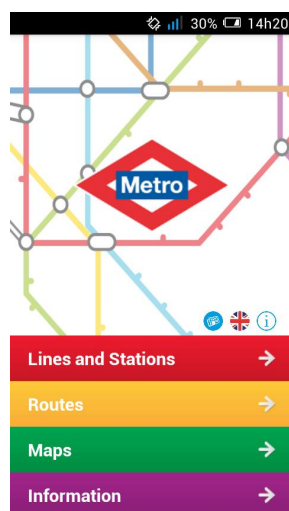 30% 14h20
Metro
Lines and Stations
Routes
Maps
Information